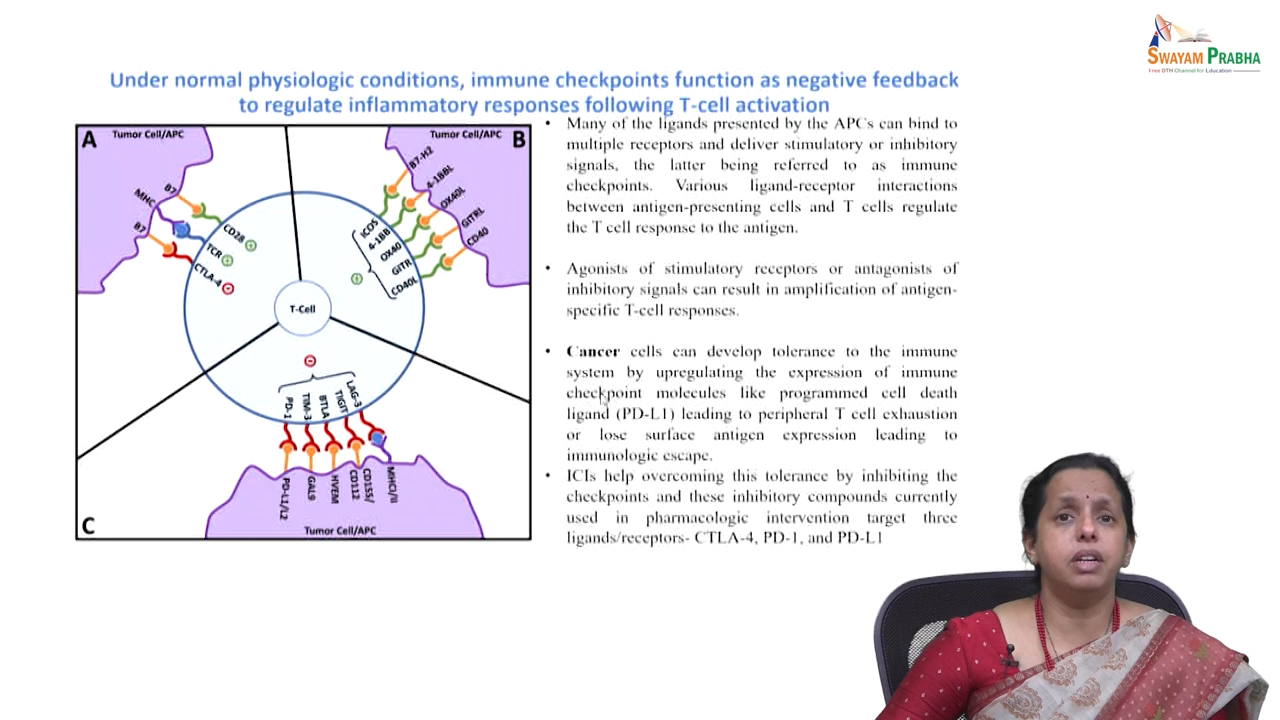 SWAYAM PRABHA
Free DTH Channel for Education
Under normal physiologic conditions, immune checkpoints function as negative feedback
to regulate inflammatory responses following T-cell activation
A
Tumor Cell/APC
B7
MHC
B7
CD28
TCR
CTLA-4
Tumor Cell/APC
B
B7-H2
4-1BBL
OX40L
GITRL
CD40
ICOS
4-1BB
OX40
GITR
CD40L
T-Cell
PD-1
TIM-3
BTLA
TIGIT
LAG-3
PD-L1/L2
GAL9
HVEM
CD155/
CD112
MHCI/II
C
Tumor Cell/APC
• Many of the ligands presented by the APCs can bind to
multiple receptors and deliver stimulatory or inhibitory
signals, the latter being referred to as immune
checkpoints. Various ligand-receptor interactions
between antigen-presenting cells and T cells regulate
the T cell response to the antigen.
• Agonists of stimulatory receptors or antagonists of
inhibitory signals can result in amplification of antigen-
specific T-cell responses.
• Cancer cells can develop tolerance to the immune
system by upregulating the expression of immune
checkpoint molecules like programmed cell death
ligand (PD-L1) leading to peripheral T cell exhaustion
or lose surface antigen expression leading to
immunologic escape.
• ICIs help overcoming this tolerance by inhibiting the
checkpoints and these inhibitory compounds currently
used in pharmacologic intervention target three
ligands/receptors- CTLA-4, PD-1, and PD-L1